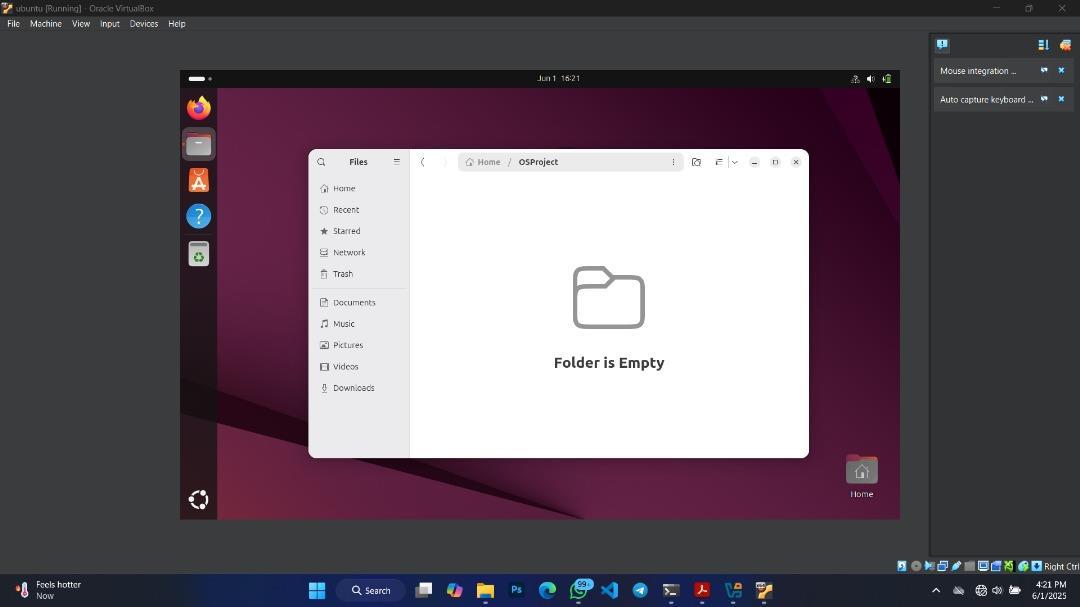 ubuntu [Running] - Oracle VirtualBox
File Machine View Input Devices Help
Mouse integration ...
Auto capture keyboard ...
Jun 1 16:21
Files
Home / OSProject
Home
Recent
Starred
Network
Trash
Documents
Music
Pictures
Videos
Downloads
Folder is Empty
Home
Right Ctrl
Feels hotter
Now
Search
Ps
99+
4:21 PM
6/1/2025